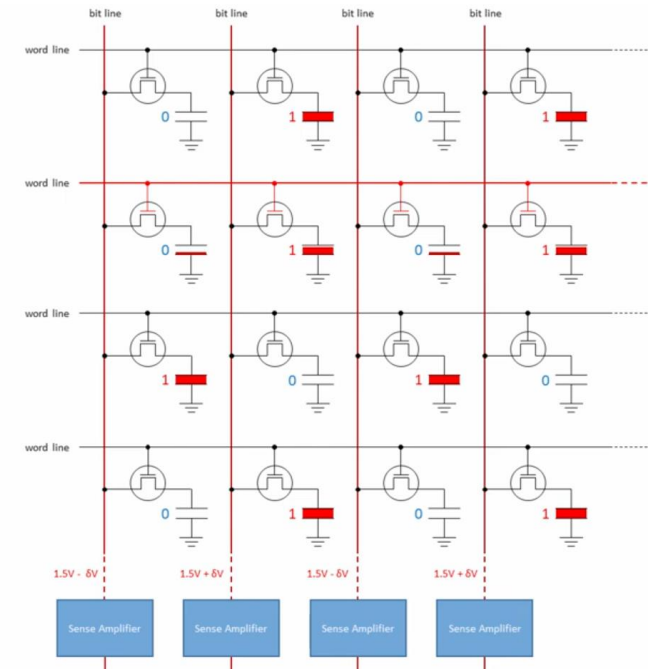 bit line bit line bit line bit line
word line
0 1 0 1
word line
0 1 0 1
word line
1 0 1 0
word line
0 1 0 1
1.5V - δV 1.5V + δV 1.5V - δV 1.5V + δV
Sense Amplifier Sense Amplifier Sense Amplifier Sense Amplifier